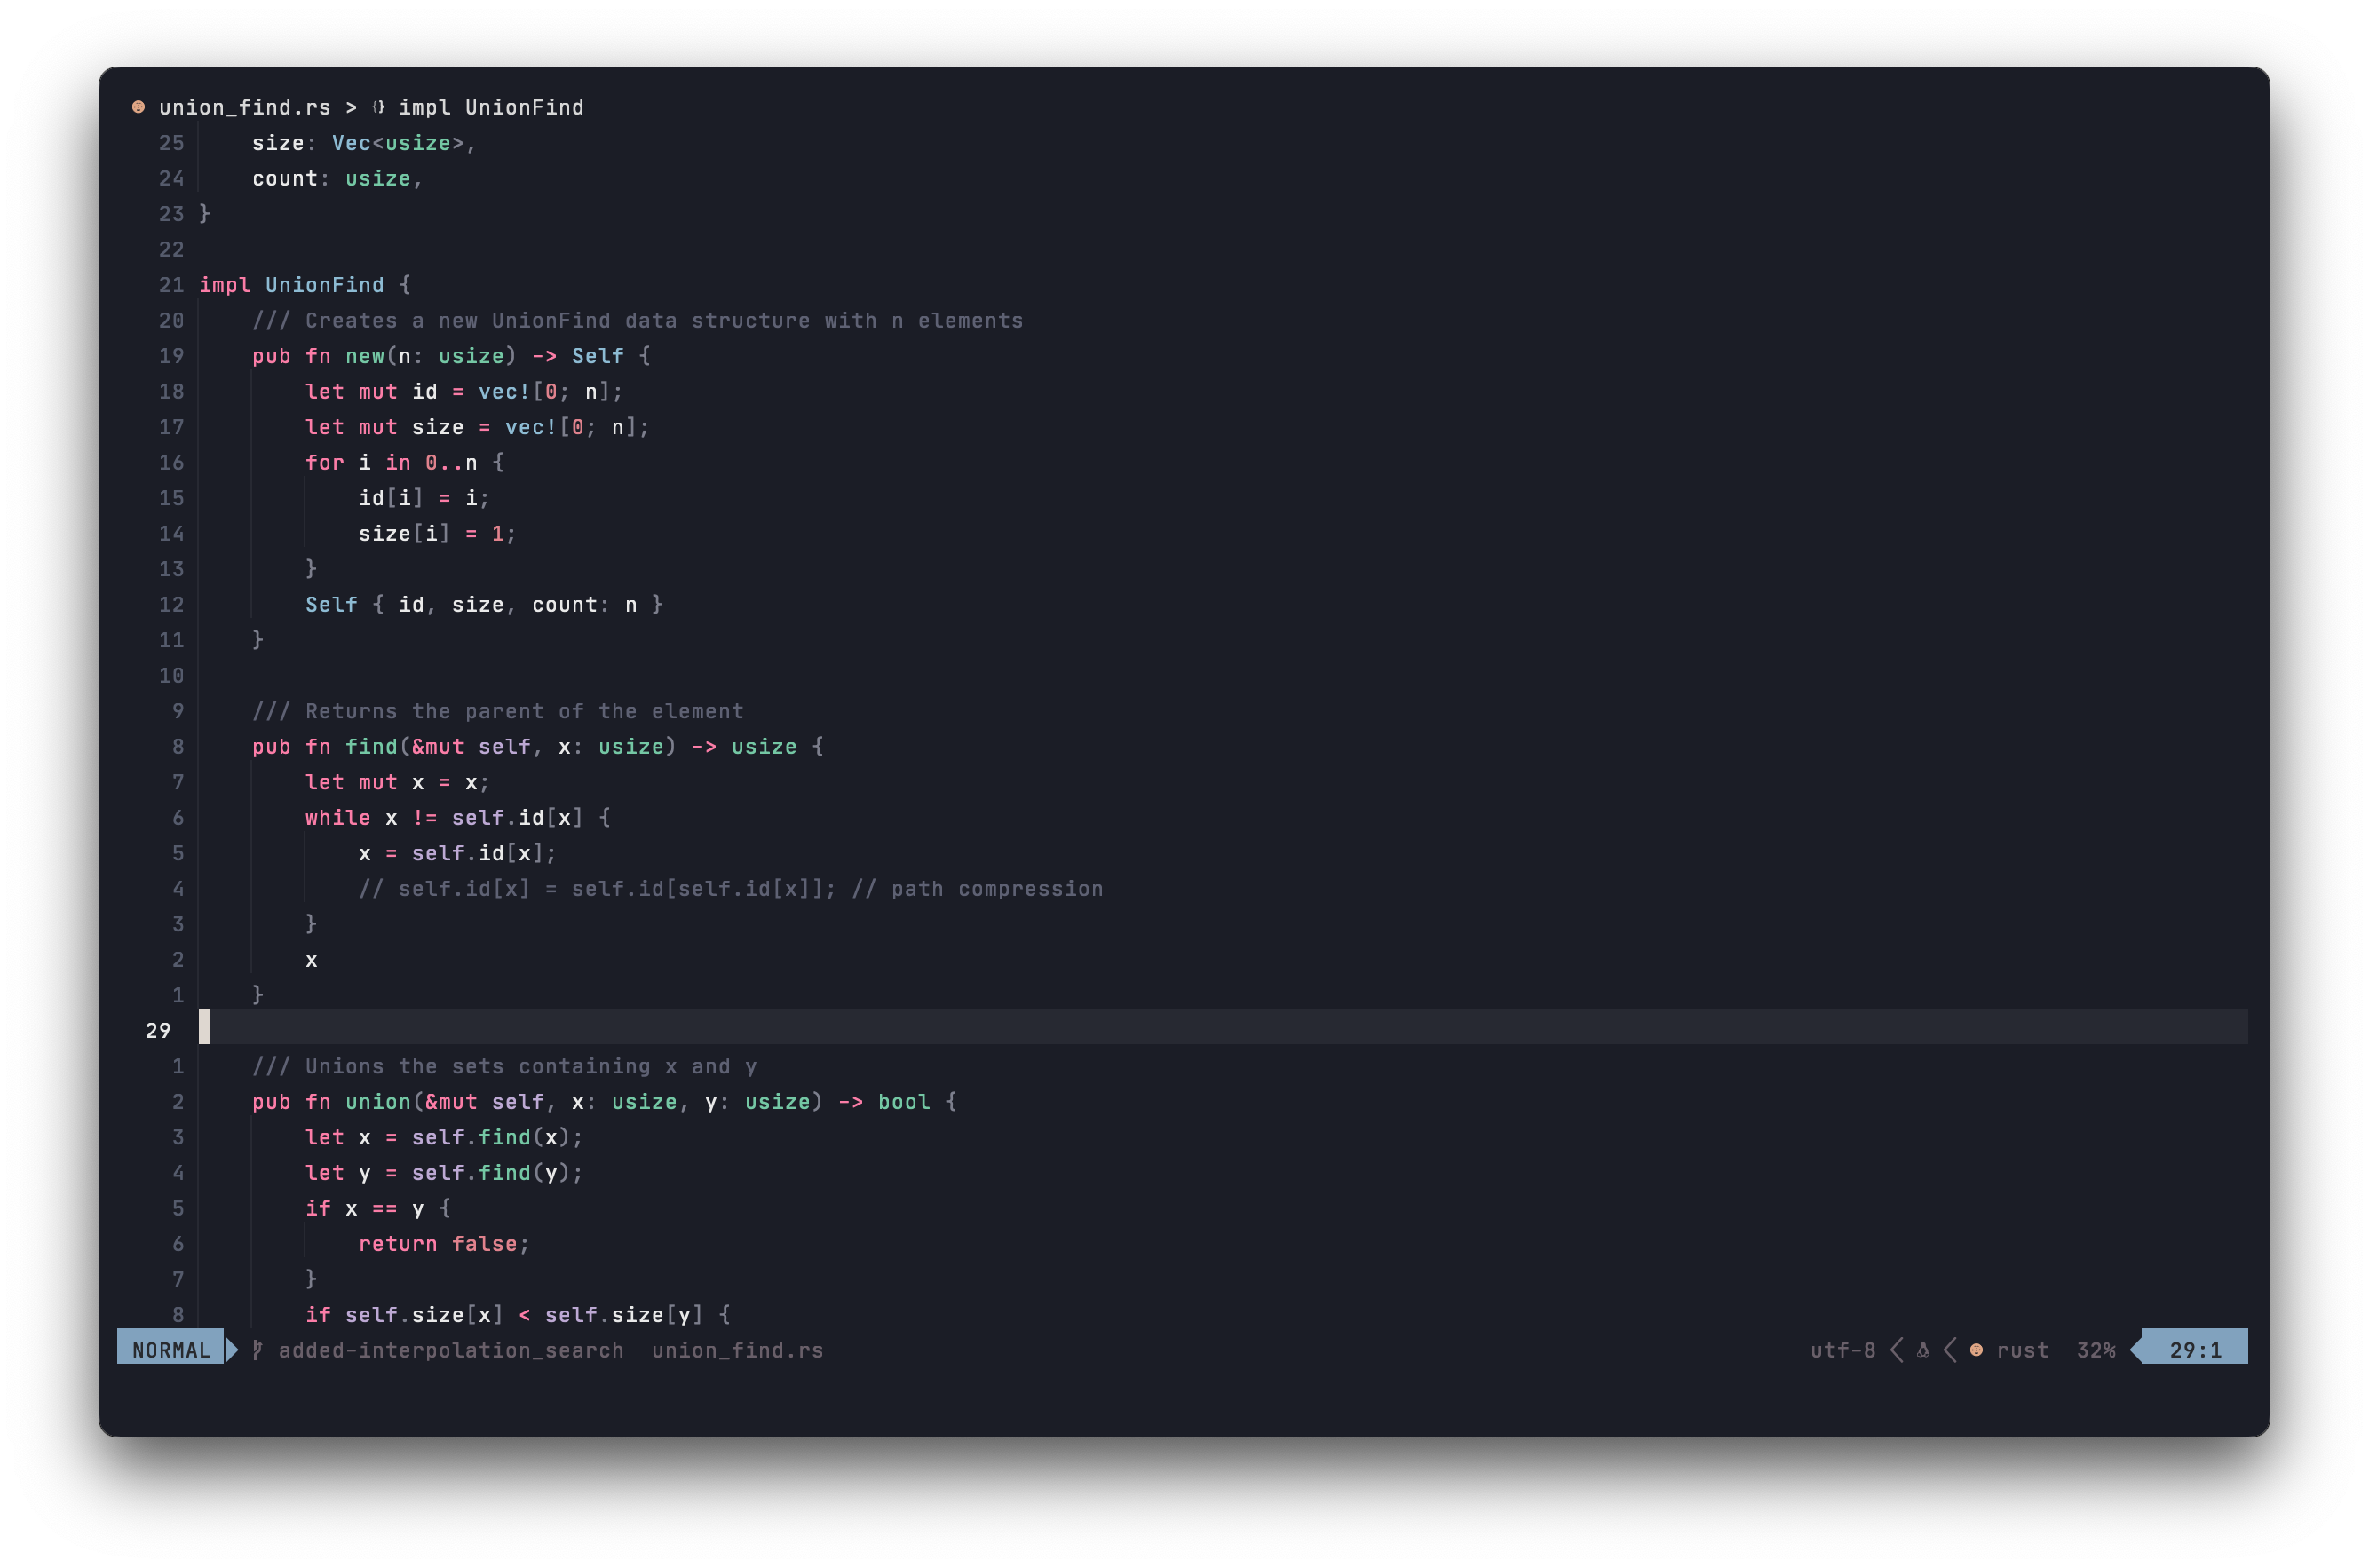 union_find.rs > {} impl UnionFind
25     size: Vec<usize>,
24     count: usize,
23 }
22
21 impl UnionFind {
20     /// Creates a new UnionFind data structure with n elements
19     pub fn new(n: usize) -> Self {
18         let mut id = vec![0; n];
17         let mut size = vec![0; n];
16         for i in 0..n {
15             id[i] = i;
14             size[i] = 1;
13         }
12         Self { id, size, count: n }
11     }
10
9     /// Returns the parent of the element
8     pub fn find(&mut self, x: usize) -> usize {
7         let mut x = x;
6         while x != self.id[x] {
5             x = self.id[x];
4             // self.id[x] = self.id[self.id[x]]; // path compression
3         }
2         x
1     }
29
1     /// Unions the sets containing x and y
2     pub fn union(&mut self, x: usize, y: usize) -> bool {
3         let x = self.find(x);
4         let y = self.find(y);
5         if x == y {
6             return false;
7         }
8         if self.size[x] < self.size[y] {
NORMAL added-interpolation_search union_find.rs utf-8 rust 32% 29:1